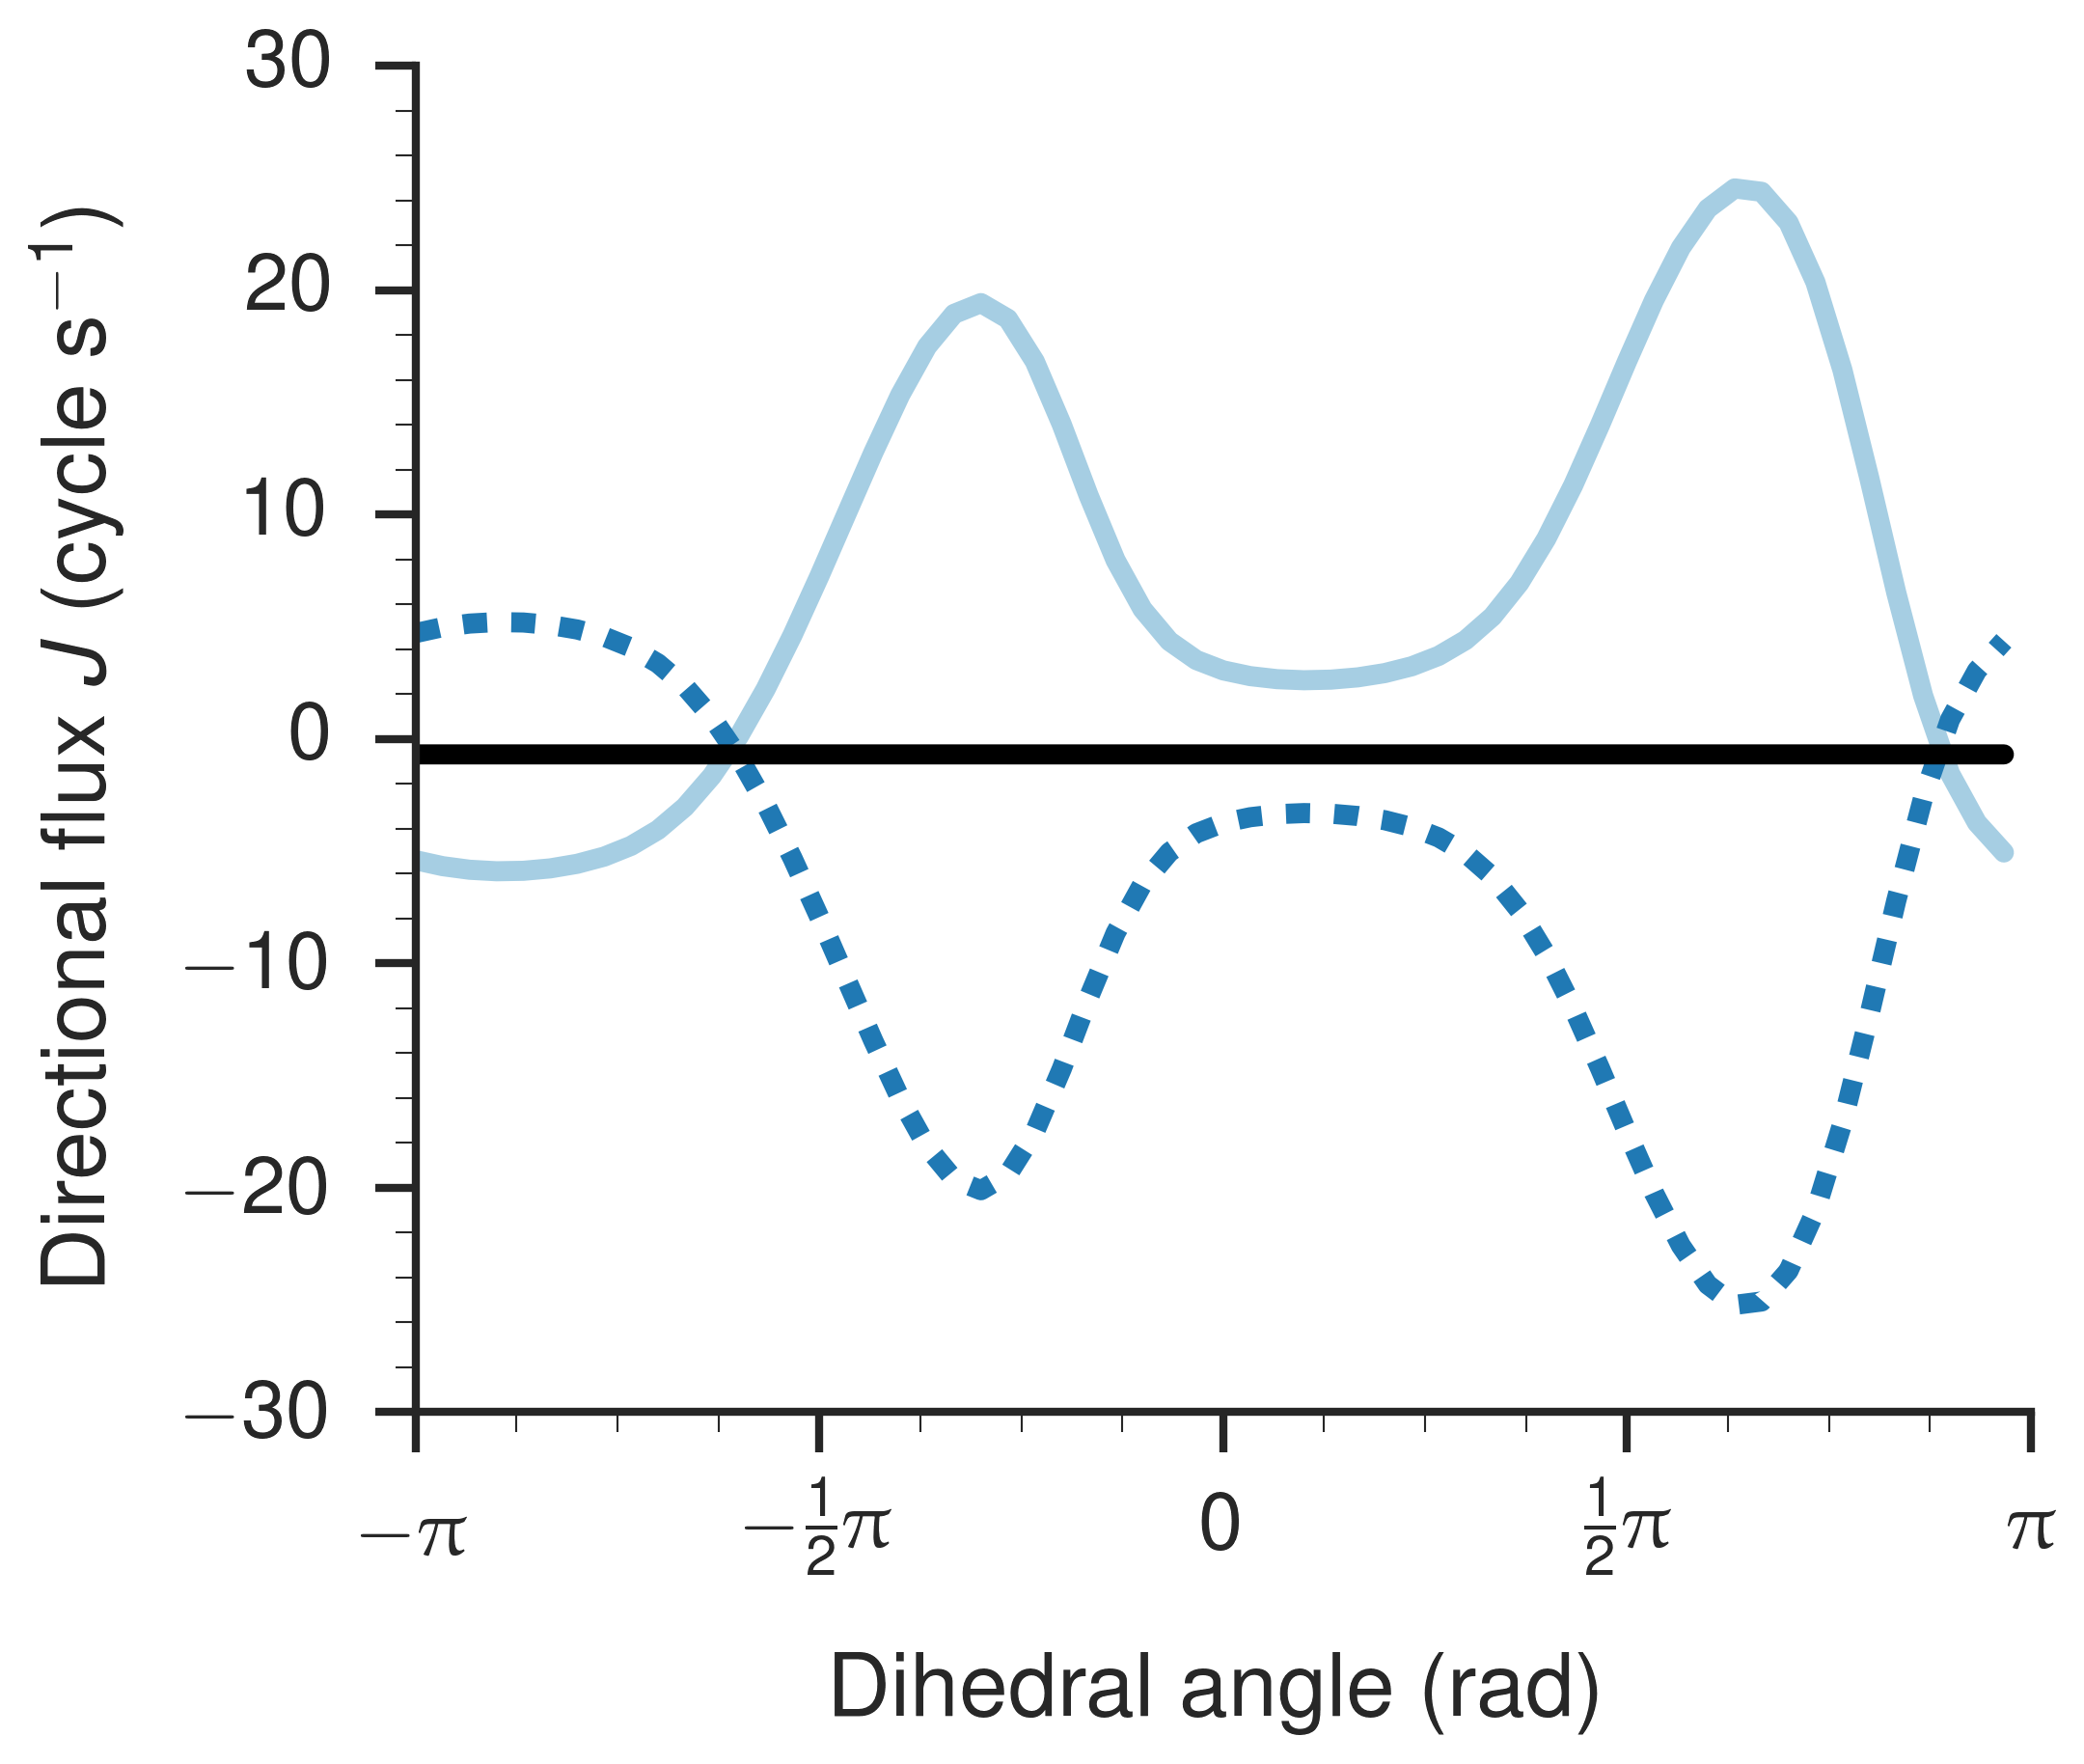 Directional flux J (cycle s⁻¹)
30
20
10
0
−10
−20
−30
−π
−½π
0
½π
π
Dihedral angle (rad)